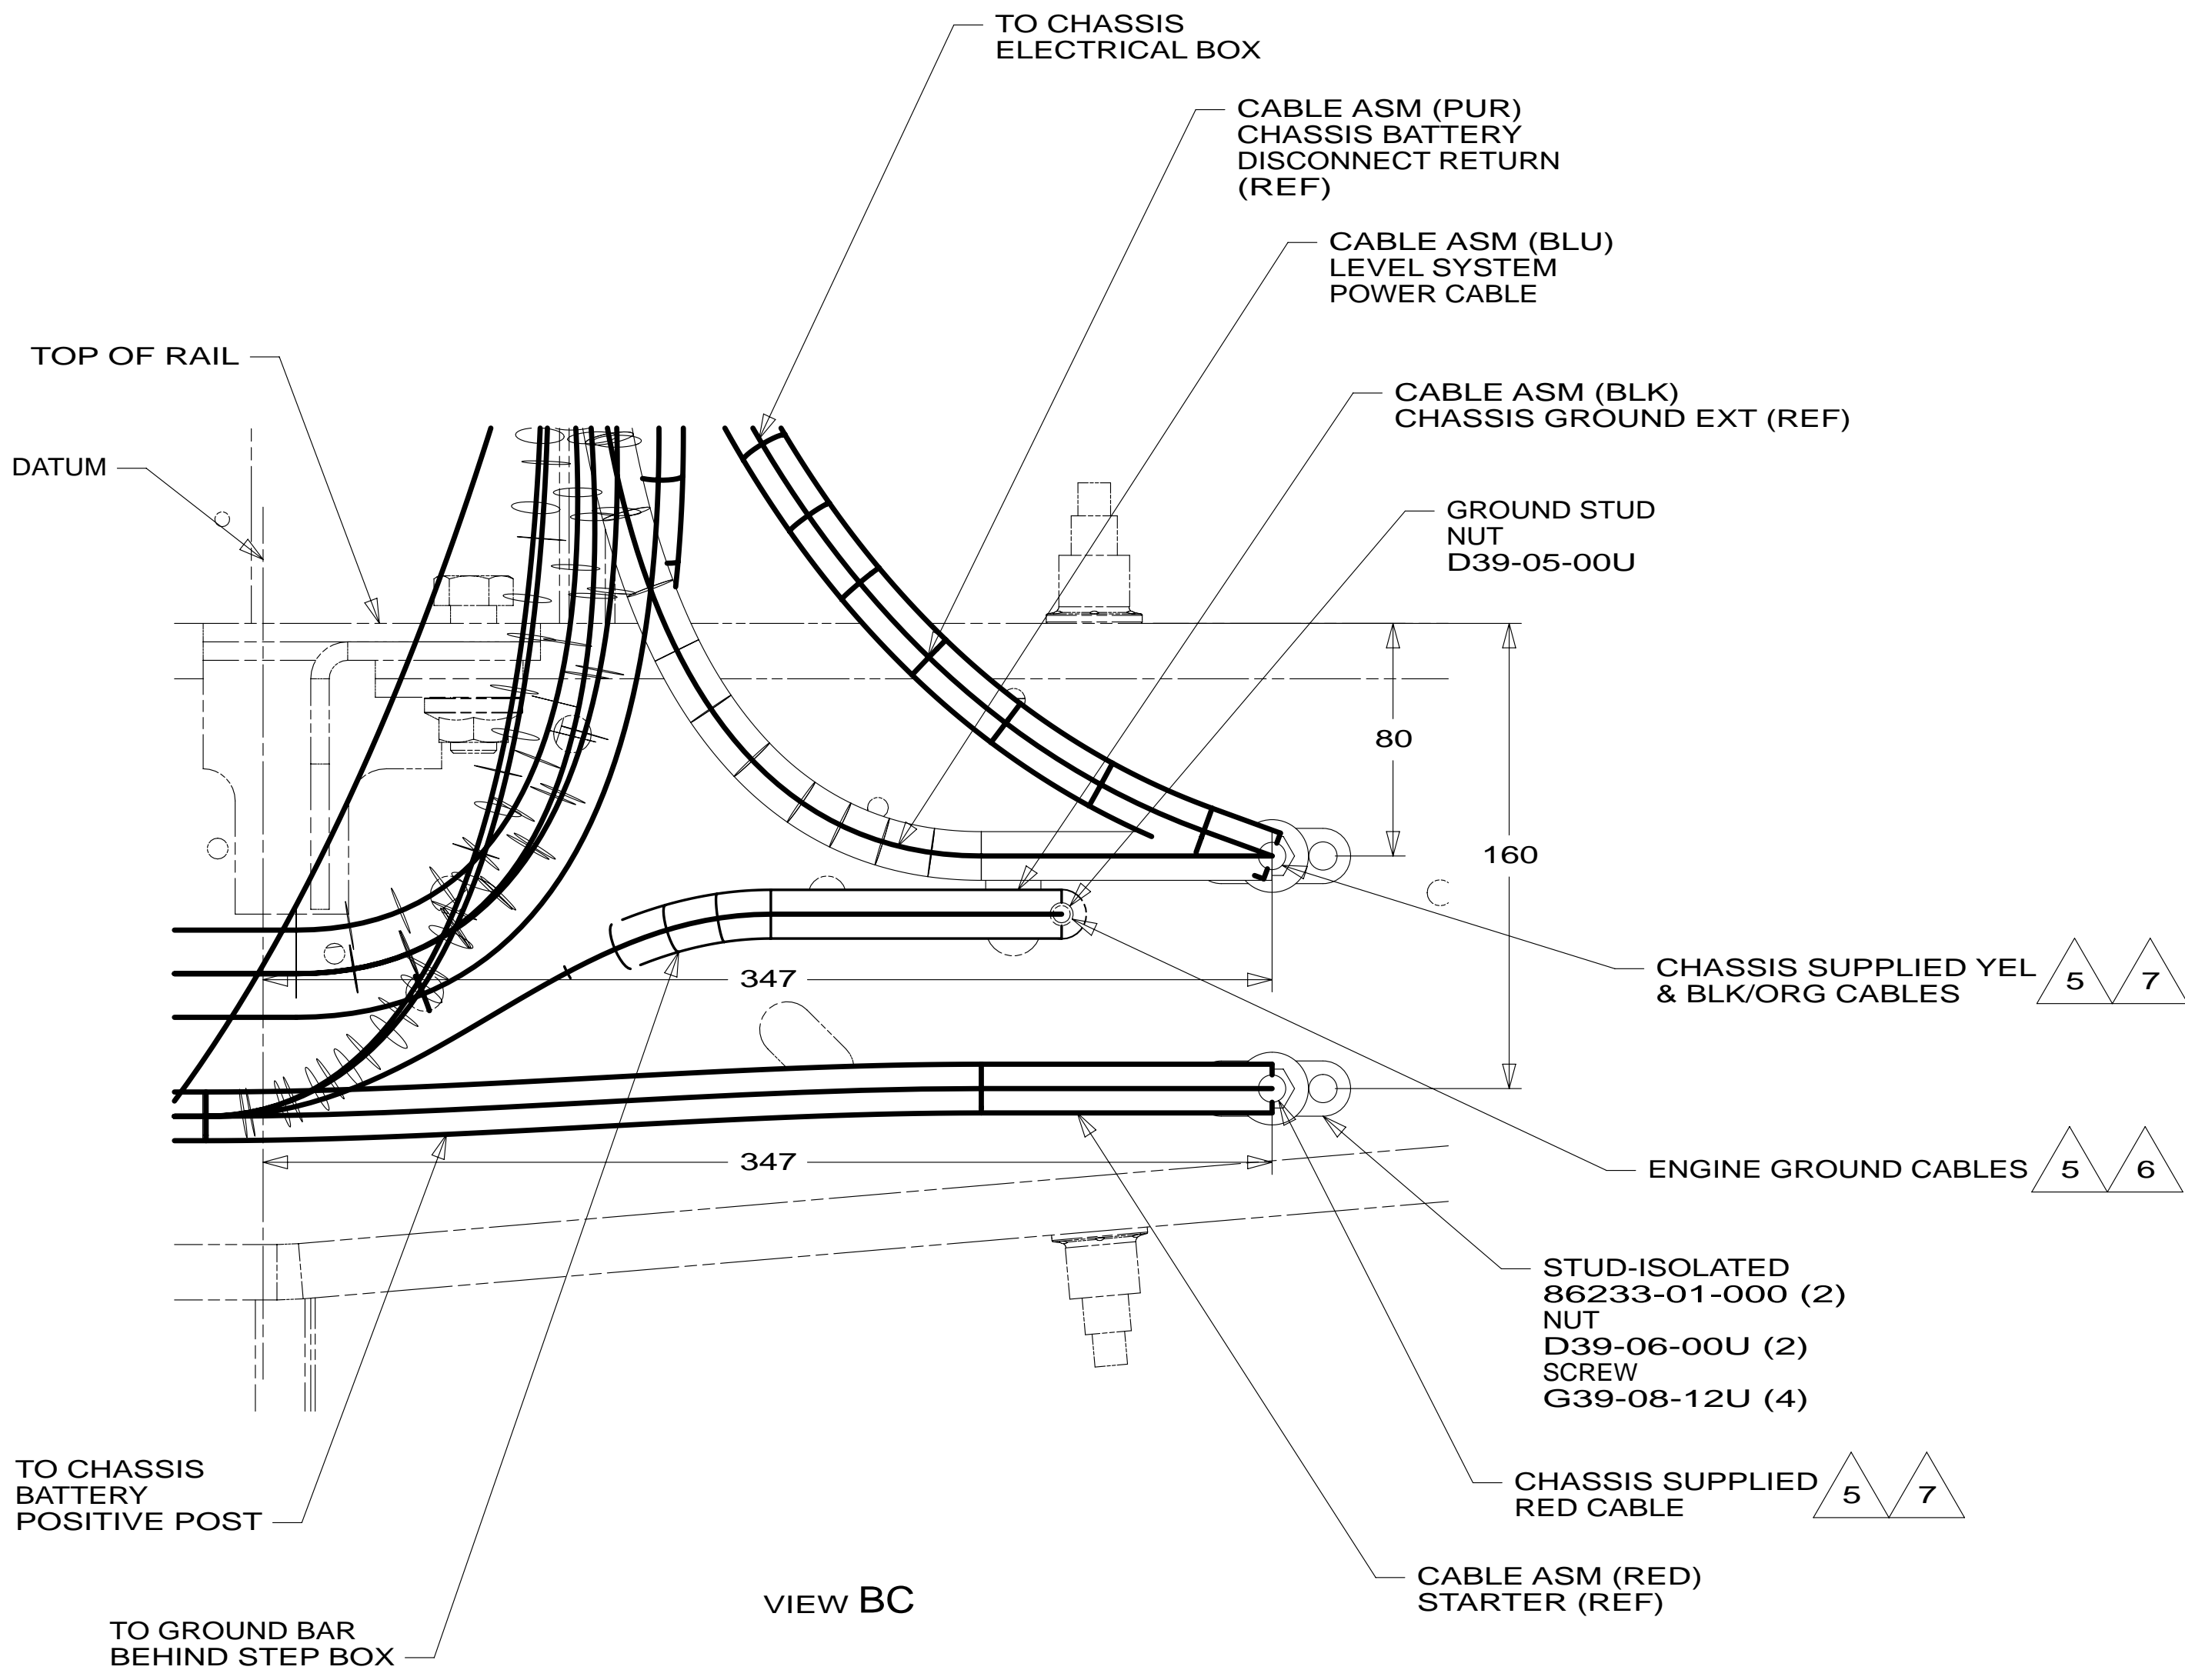 TO CHASSIS
ELECTRICAL BOX
CABLE ASM (PUR)
CHASSIS BATTERY
DISCONNECT RETURN
(REF)
CABLE ASM (BLU)
LEVEL SYSTEM
POWER CABLE
TOP OF RAIL
CABLE ASM (BLK)
CHASSIS GROUND EXT (REF)
DATUM
GROUND STUD
NUT
D39-05-00U
80
160
347
CHASSIS SUPPLIED YEL
& BLK/ORG CABLES
5 7
347
ENGINE GROUND CABLES 5 6
STUD-ISOLATED
86233-01-000 (2)
NUT
D39-06-00U (2)
SCREW
G39-08-12U (4)
TO CHASSIS
BATTERY
POSITIVE POST
CHASSIS SUPPLIED
RED CABLE
5 7
CABLE ASM (RED)
STARTER (REF)
VIEW BC
TO GROUND BAR
BEHIND STEP BOX